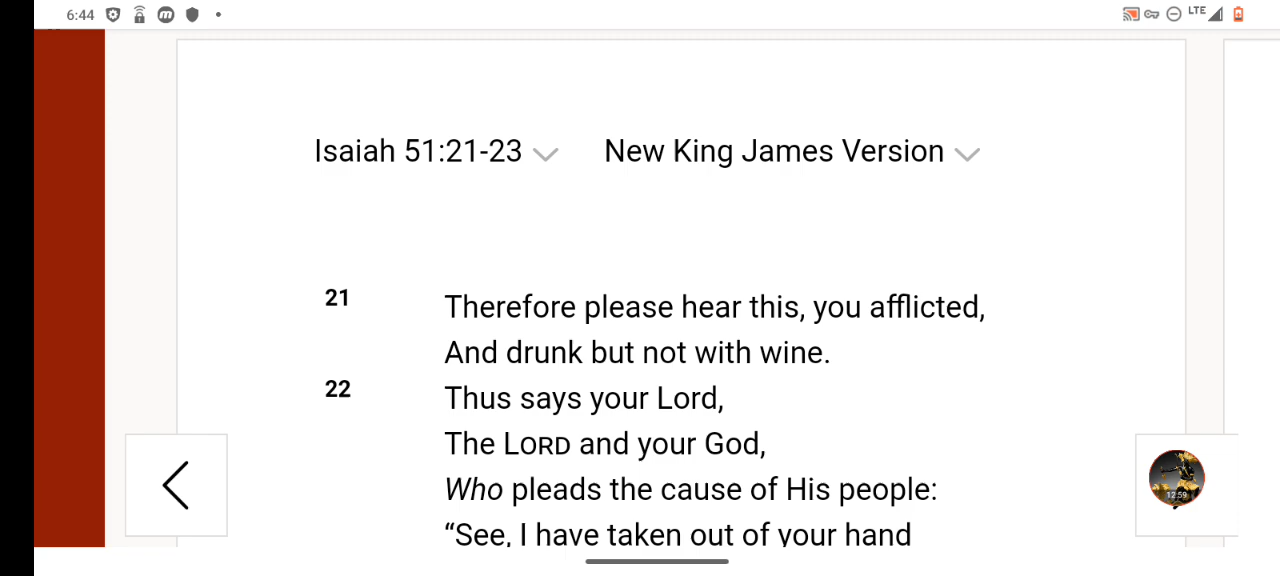 6:44 m LTE
Isaiah 51:21-23 New King James Version
21 Therefore please hear this, you afflicted,
And drunk but not with wine.
22 Thus says your Lord,
The LORD and your God,
Who pleads the cause of His people:
“See, I have taken out of your hand
12:59